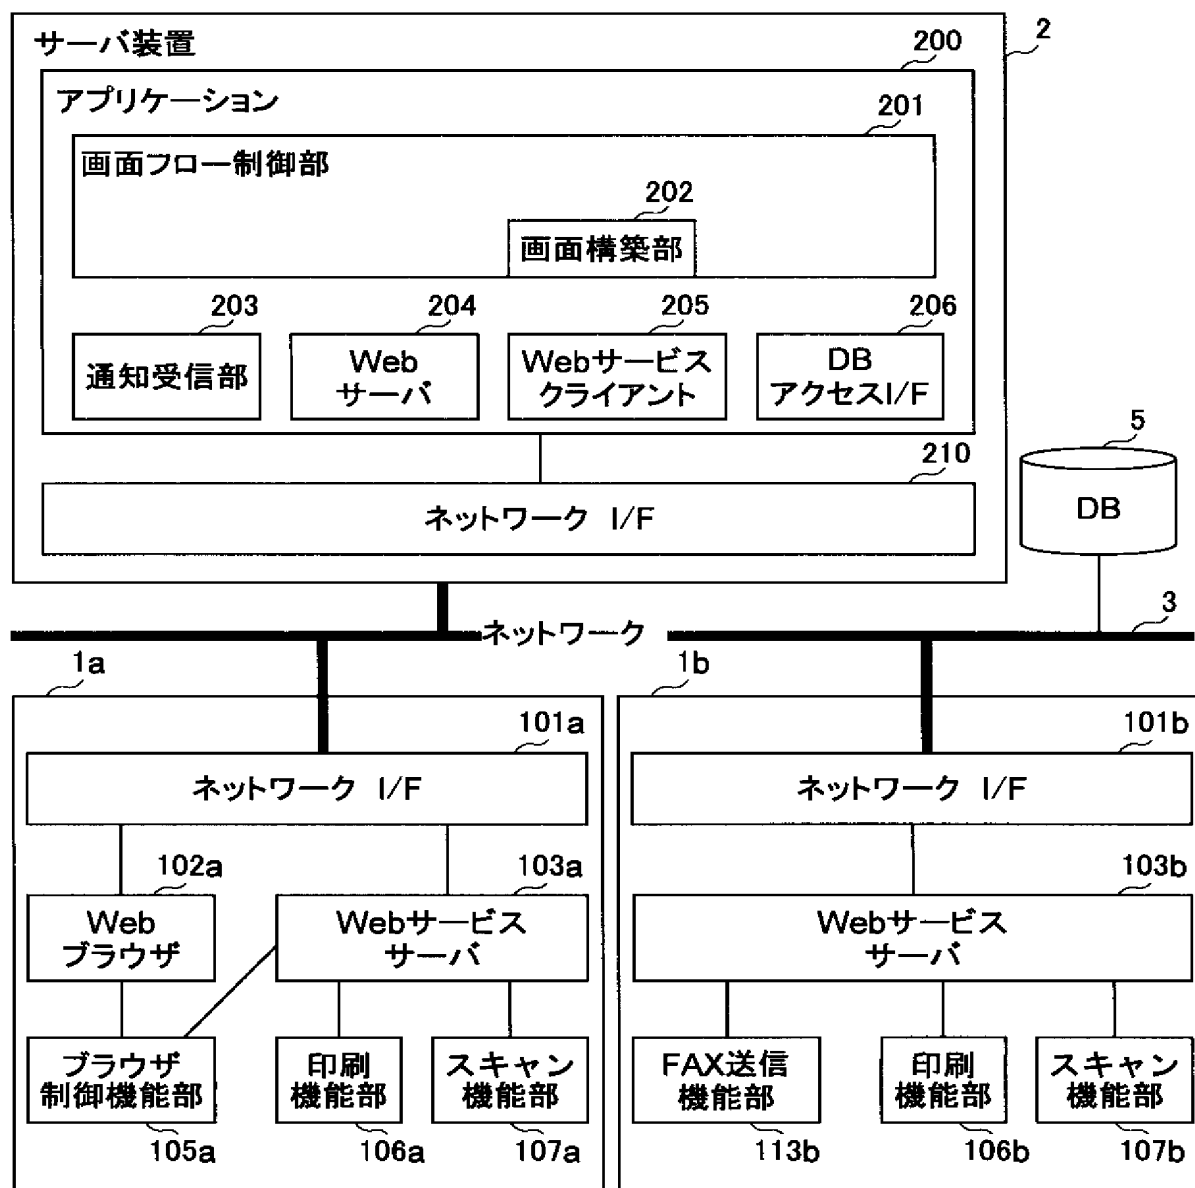 サーバ装置
2
200
アプリケーション
201
画面フロー制御部
202
画面構築部
203
204
205
206
通知受信部
Web
サーバ
Webサービス
クライアント
DB
アクセスI/F
210
ネットワーク I/F
5
DB
ネットワーク
3
1a
1b
101a
ネットワーク I/F
101b
ネットワーク I/F
102a
103a
103b
Web
ブラウザ
Webサービス
サーバ
Webサービス
サーバ
ブラウザ
制御機能部
印刷
機能部
スキャン
機能部
FAX送信
機能部
印刷
機能部
スキャン
機能部
105a
106a
107a
113b
106b
107b